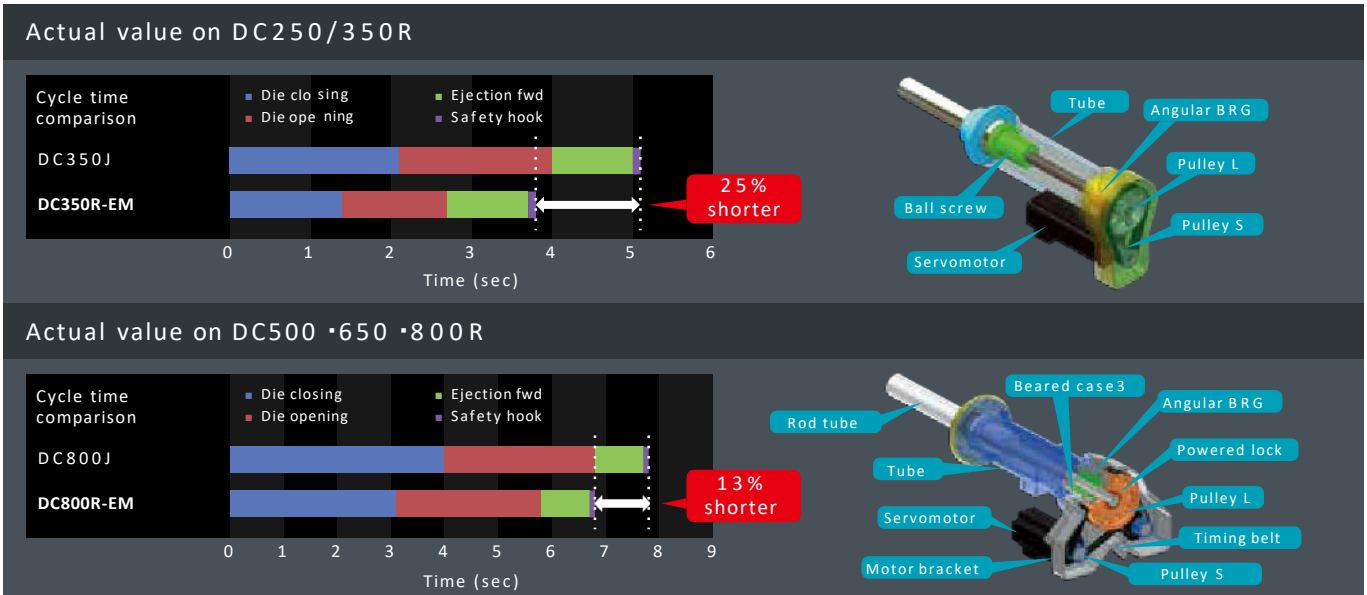 Actual value on DC250/350R
Cycle time
comparison
Die clo sing
Ejection fwd
Die ope ning
Safety hook
DC350J
DC350R-EM
25%
shorter
0 1 2 3 4 5 6
Time (sec)
Tube
Angular BRG
Pulley L
Ball screw
Pulley S
Servomotor
Actual value on DC500 ・650 ・800R
Cycle time
comparison
Die closing
Ejection fwd
Die opening
Safety hook
DC800J
DC800R-EM
13%
shorter
0 1 2 3 4 5 6 7 8 9
Time (sec)
Beared case3
Angular BRG
Rod tube
Powered lock
Tube
Pulley L
Servomotor
Timing belt
Motor bracket
Pulley S